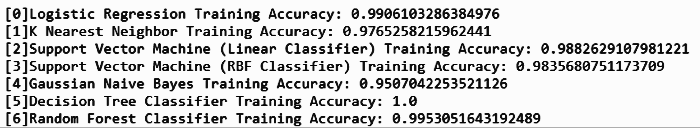 [0]Logistic Regression Training Accuracy: 0.9906103286384976
[1]K Nearest Neighbor Training Accuracy: 0.9765258215962441
[2]Support Vector Machine (Linear Classifier) Training Accuracy: 0.9882629107981221
[3]Support Vector Machine (RBF Classifier) Training Accuracy: 0.9835680751173709
[4]Gaussian Naive Bayes Training Accuracy: 0.9507042253521126
[5]Decision Tree Classifier Training Accuracy: 1.0
[6]Random Forest Classifier Training Accuracy: 0.9953051643192489